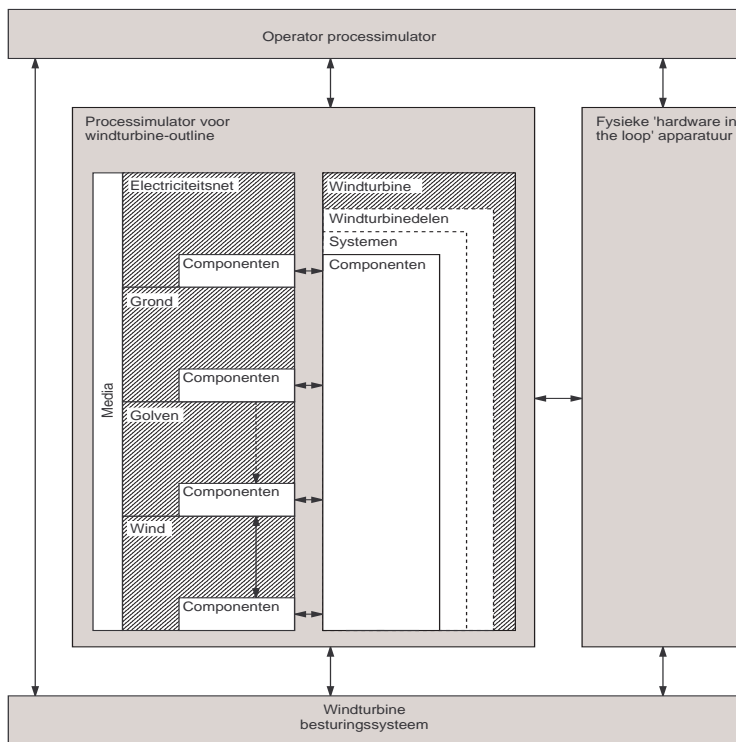 Operator processimulator
Processimulator voor
windturbine-outline
Fysieke 'hardware in
the loop' apparatuur
Media
Electriciteitsnet
Componenten
Grond
Componenten
Golven
Componenten
Wind
Componenten
Windturbine
Windturbinedelen
Systemen
Componenten
Windturbine
besturingssysteem